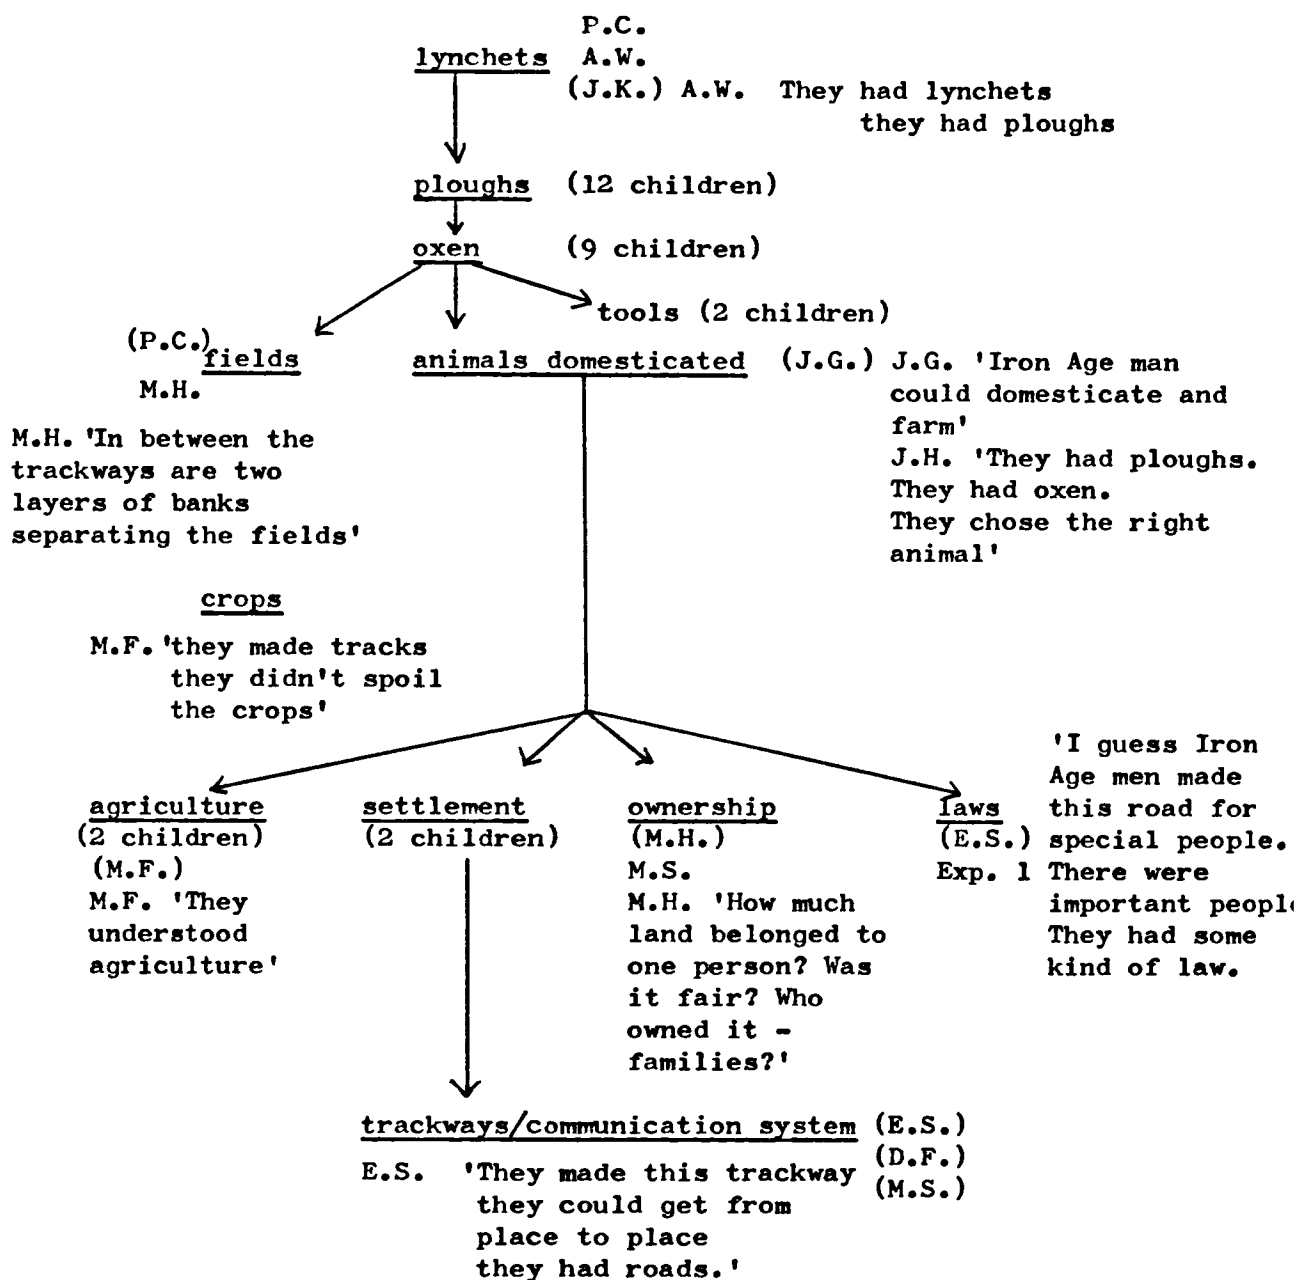 P.C.
lynchets A.W.
(J.K.) A.W. They had lynchets
they had ploughs
ploughs (12 children)
oxen (9 children)
tools (2 children)
(P.C.) fields
M.H.
M.H. 'In between the
trackways are two
layers of banks
separating the fields'
animals domesticated (J.G.) J.G. 'Iron Age man
could domesticate and
farm'
J.H. 'They had ploughs.
They had oxen.
They chose the right
animal'
crops
M.F. 'they made tracks
they didn't spoil
the crops'
agriculture
(2 children)
(M.F.)
M.F. 'They
understood
agriculture'
settlement
(2 children)
ownership
(M.H.)
M.S.
M.H. 'How much
land belonged to
one person? Was
it fair? Who
owned it -
families?'
laws
(E.S.)
Exp. 1
'I guess Iron
Age men made
this road for
special people.
There were
important
They had some
kind of law.
trackways/communication system (E.S.)
(D.F.)
(M.S.)
E.S. 'They made this trackway
they could get from
place to place
they had roads.'